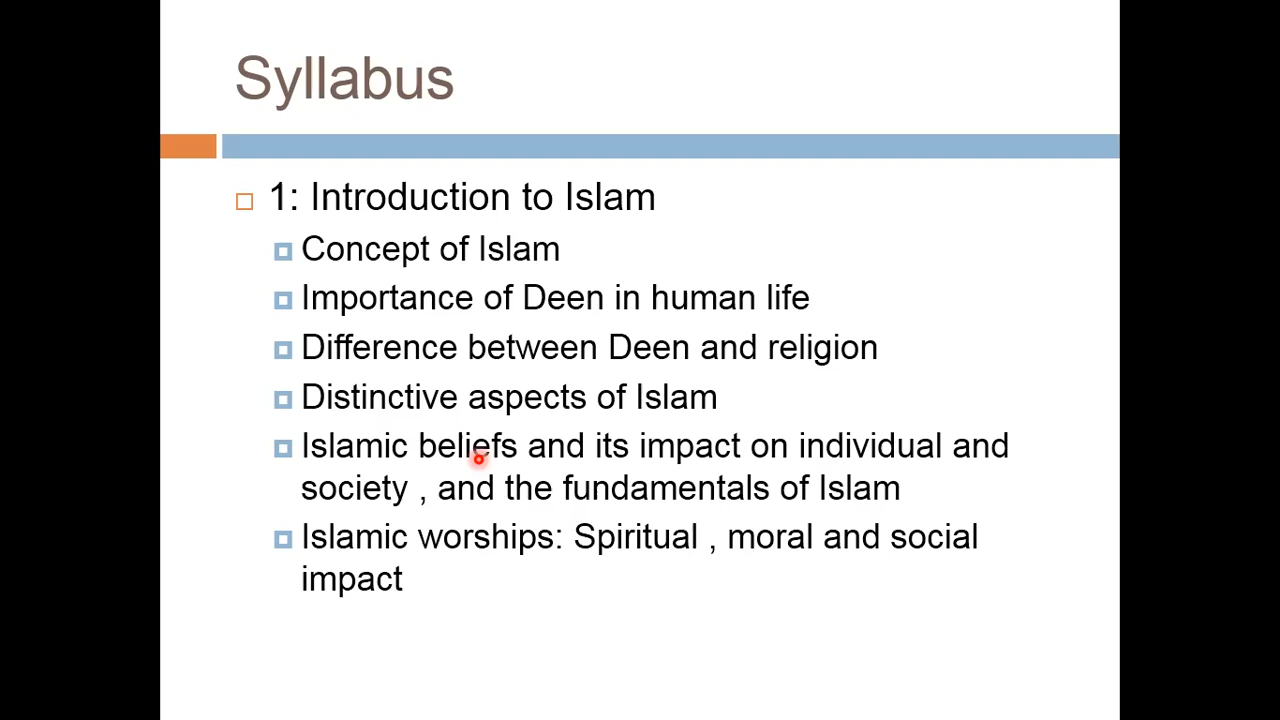 Syllabus
1: Introduction to Islam
Concept of Islam
Importance of Deen in human life
Difference between Deen and religion
Distinctive aspects of Islam
Islamic beliefs and its impact on individual and
society , and the fundamentals of Islam
Islamic worships: Spiritual , moral and social
impact